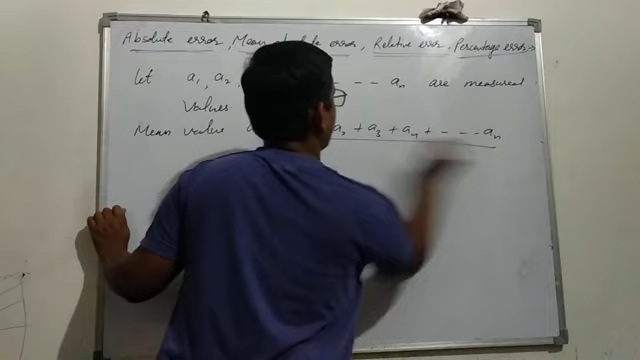 Absolute error, Mean absolute error, Relative error, Percentage error:-
Let a₁, a₂, - - - aₙ are measured
Values.
Mean value a₂ + a₃ + a₄ + - - - aₙ